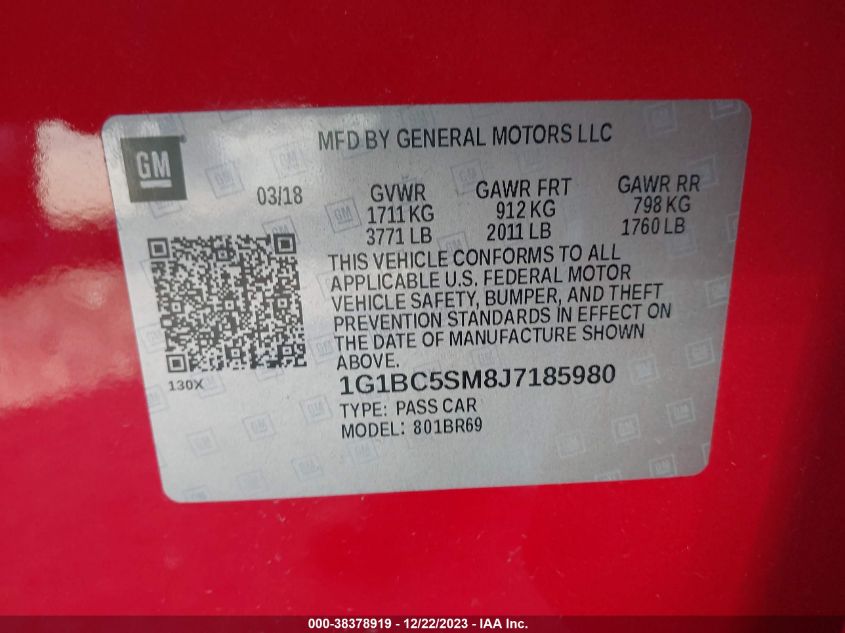 GM
MFD BY GENERAL MOTORS LLC
03/18
GVWR
1711 KG
3771 LB
GAWR FRT
912 KG
2011 LB
GAWR RR
798 KG
1760 LB
THIS VEHICLE CONFORMS TO ALL
APPLICABLE U.S. FEDERAL MOTOR
VEHICLE SAFETY, BUMPER, AND THEFT
PREVENTION STANDARDS IN EFFECT ON
THE DATE OF MANUFACTURE SHOWN
ABOVE.
130X
1G1BC5SM8J7185980
TYPE: PASS CAR
MODEL: 801BR69
000-38378919 - 12/22/2023 - IAA Inc.